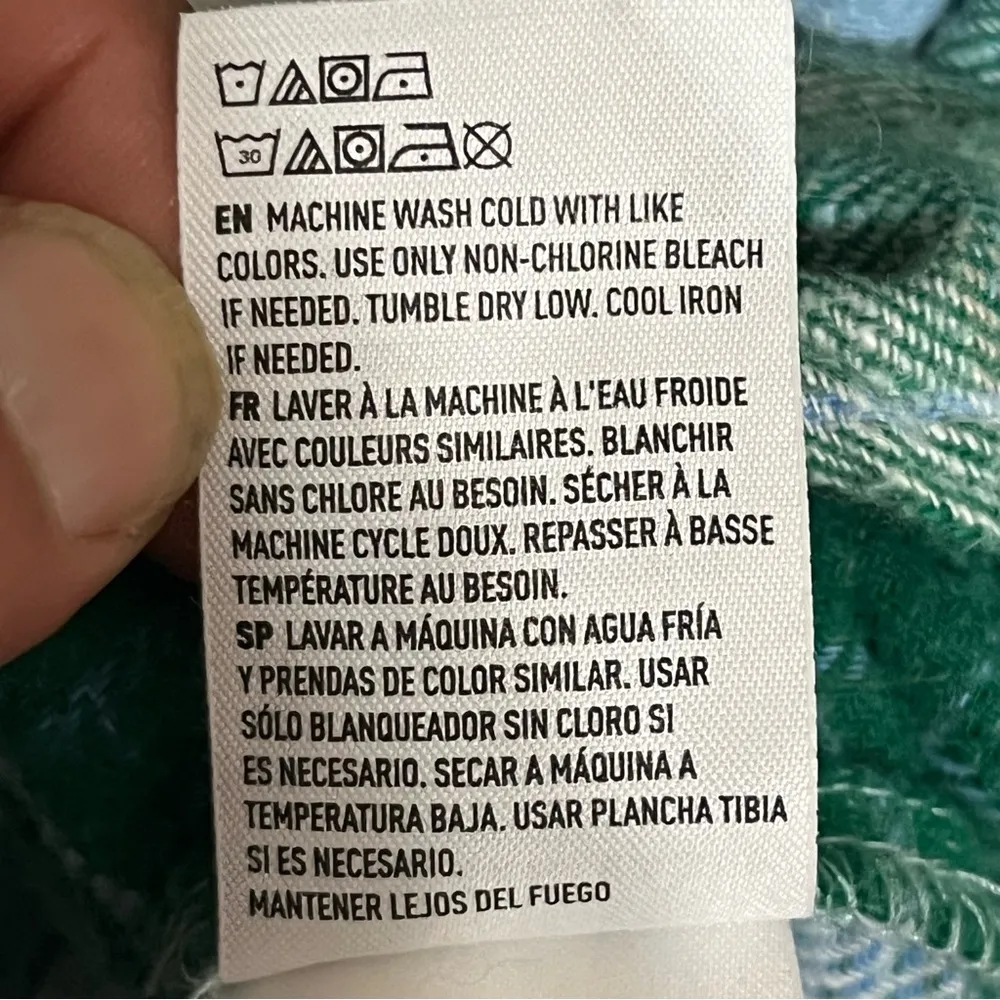 30
EN MACHINE WASH COLD WITH LIKE
COLORS. USE ONLY NON-CHLORINE BLEACH
IF NEEDED. TUMBLE DRY LOW. COOL IRON
IF NEEDED.
FR LAVER À LA MACHINE À L'EAU FROIDE
AVEC COULEURS SIMILAIRES. BLANCHIR
SANS CHLORE AU BESOIN. SÉCHER À LA
MACHINE CYCLE DOUX. REPASSER À BASSE
TEMPÉRATURE AU BESOIN.
SP LAVAR A MÁQUINA CON AGUA FRÍA
Y PRENDAS DE COLOR SIMILAR. USAR
SÓLO BLANQUEADOR SIN CLORO SI
ES NECESARIO. SECAR A MÁQUINA A
TEMPERATURA BAJA. USAR PLANCHA TIBIA
SI ES NECESARIO.
MANTENER LEJOS DEL FUEGO